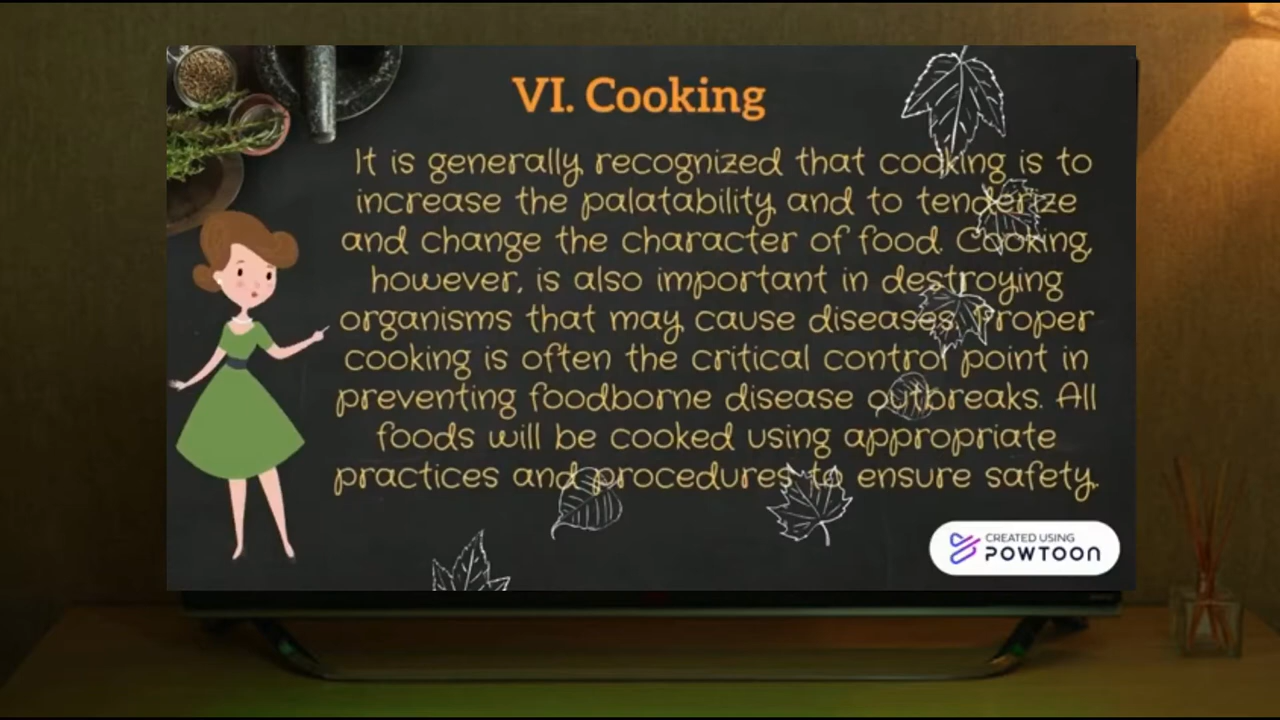 VI. Cooking
It is generally recognized that cooking is to
increase the palatability and to tenderize
and change the character of food. Cooking,
however, is also important in destroying
organisms that may cause diseases. Proper
cooking is often the critical control point in
preventing foodborne disease outbreaks. All
foods will be cooked using appropriate
practices and procedures to ensure safety.
CREATED USING
POWTOON